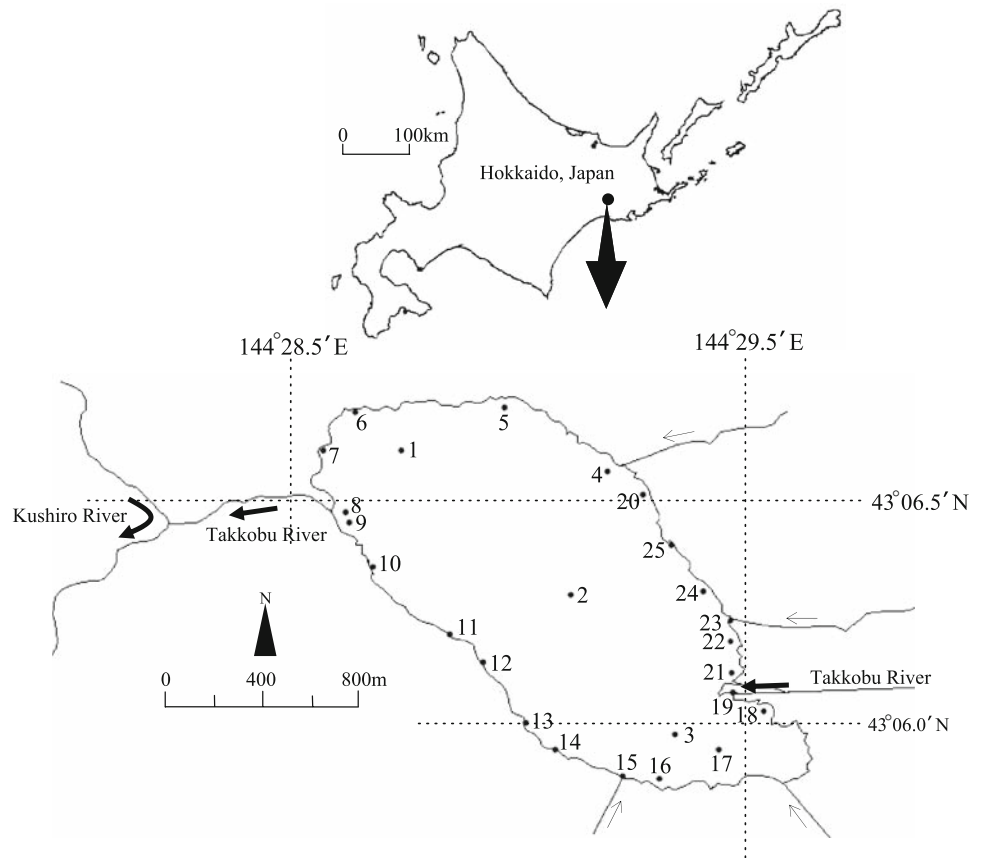 0 100km
Hokkaido, Japan
144°28.5′E
144°29.5′E
6
5
7
1
4
20
43°06.5′N
8
9
Kushiro River
Takkobu River
25
10
2
24
23
N
11
22
12
21
Takkobu River
0 400 800m
19
18
13
43°06.0′N
14
3
17
15
16